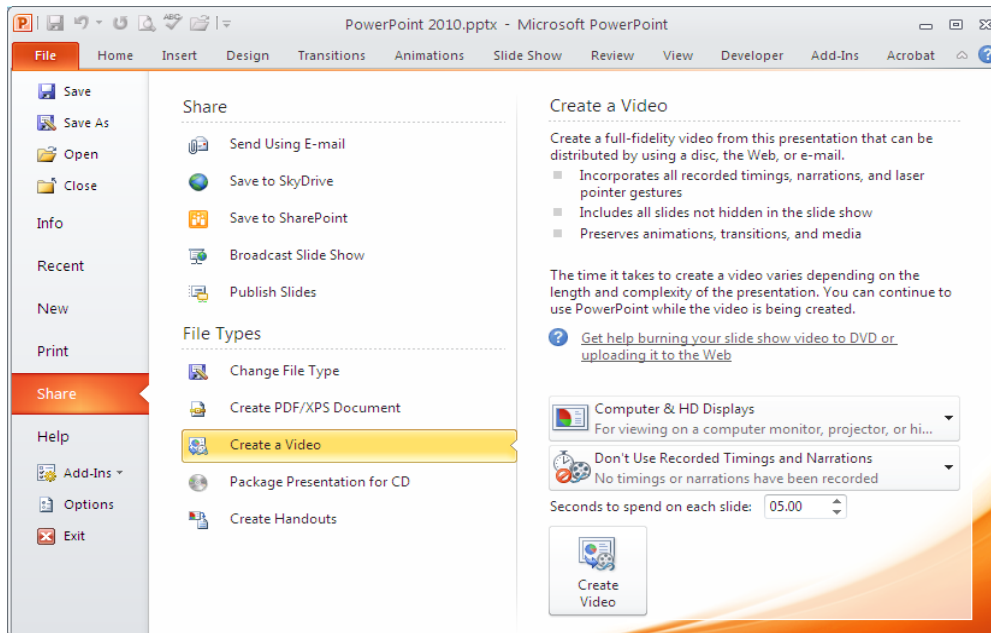 PowerPoint 2010.pptx - Microsoft PowerPoint
File Home Insert Design Transitions Animations Slide Show Review View Developer Add-Ins Acrobat
Save
Save As
Open
Close
Info
Recent
New
Print
Share
Help
Add-Ins
Options
Exit
Share
Send Using E-mail
Save to SkyDrive
Save to SharePoint
Broadcast Slide Show
Publish Slides
File Types
Change File Type
Create PDF/XPS Document
Create a Video
Package Presentation for CD
Create Handouts
Create a Video
Create a full-fidelity video from this presentation that can be
distributed by using a disc, the Web, or e-mail.
Incorporates all recorded timings, narrations, and laser
pointer gestures
Includes all slides not hidden in the slide show
Preserves animations, transitions, and media
The time it takes to create a video varies depending on the
length and complexity of the presentation. You can continue to
use PowerPoint while the video is being created.
Get help burning your slide show video to DVD or
uploading it to the Web
Computer & HD Displays
For viewing on a computer monitor, projector, or hi...
Don't Use Recorded Timings and Narrations
No timings or narrations have been recorded
Seconds to spend on each slide: 05.00
Create
Video